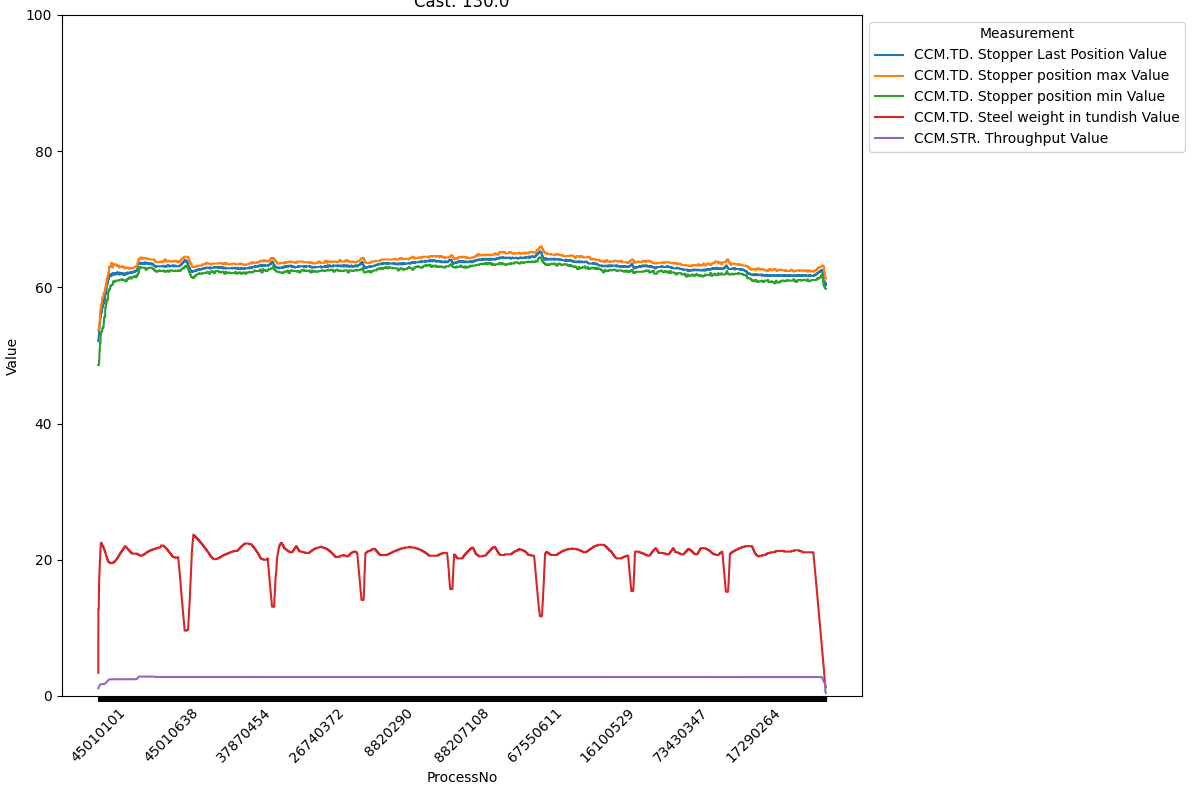 Cast: 130.0
Measurement
CCM.TD. Stopper Last Position Value
CCM.TD. Stopper position max Value
CCM.TD. Stopper position min Value
CCM.TD. Steel weight in tundish Value
CCM.STR. Throughput Value
100
80
60
40
20
0
Value
45010101
45010638
37870454
26740372
8820290
88207108
67550611
16100529
73430347
17290264
ProcessNo